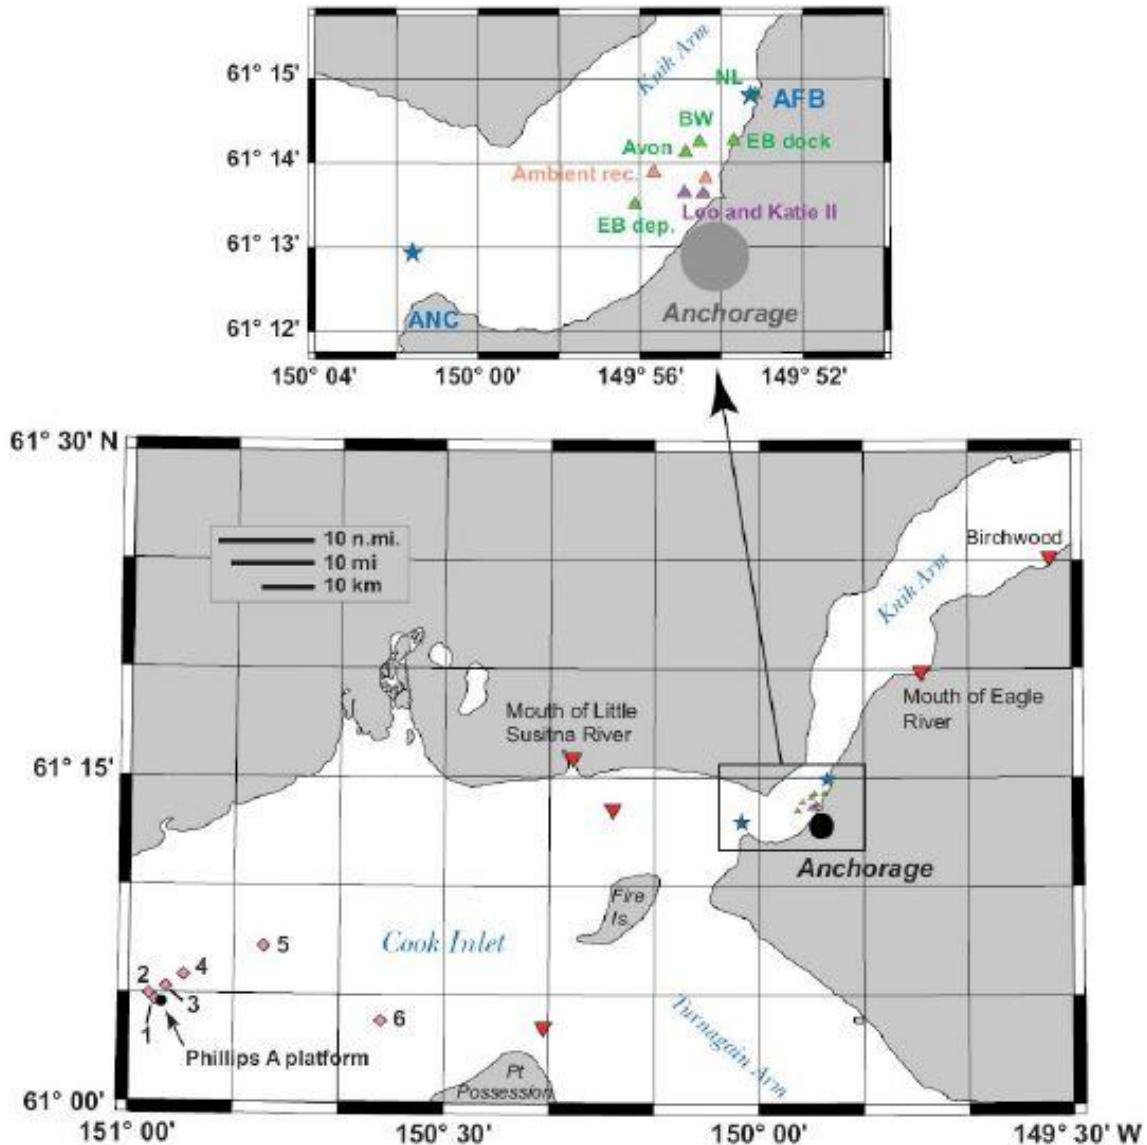 Knik Arm
61° 15'
NL
AFB
BW
Avon
EB dock
61° 14'
Ambient rec.
Leo and Katie II
EB dep.
61° 13'
ANC
Anchorage
61° 12'
150° 04'
150° 00'
149° 56'
149° 52'
61° 30' N
10 n.mi.
10 mi
10 km
Birchwood
Knik Arm
Mouth of Little
Susitna River
Mouth of Eagle
River
61° 15'
Anchorage
Fire
Is.
Cook Inlet
5
4
2
3
1
6
Phillips A platform
Turnagain Arm
Pt
Possession
61° 00'
151° 00'
150° 30'
150° 00'
149° 30' W